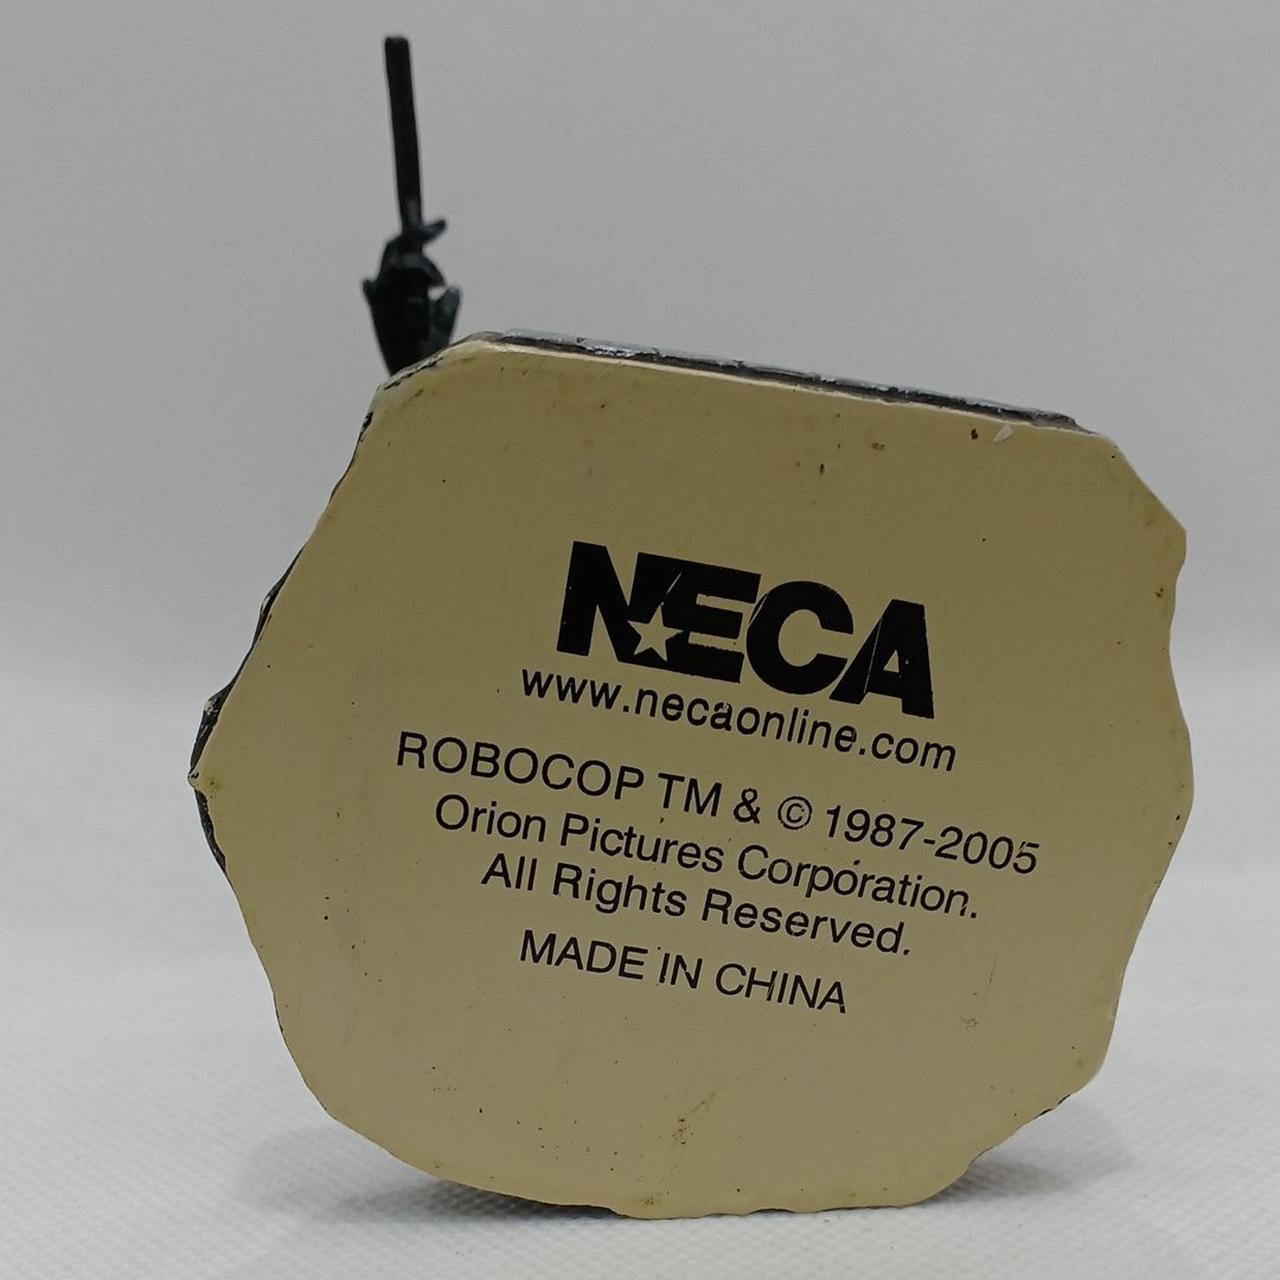 NECA
www.necaonline.com
ROBOCOP TM & © 1987-2005
Orion Pictures Corporation.
All Rights Reserved.
MADE IN CHINA